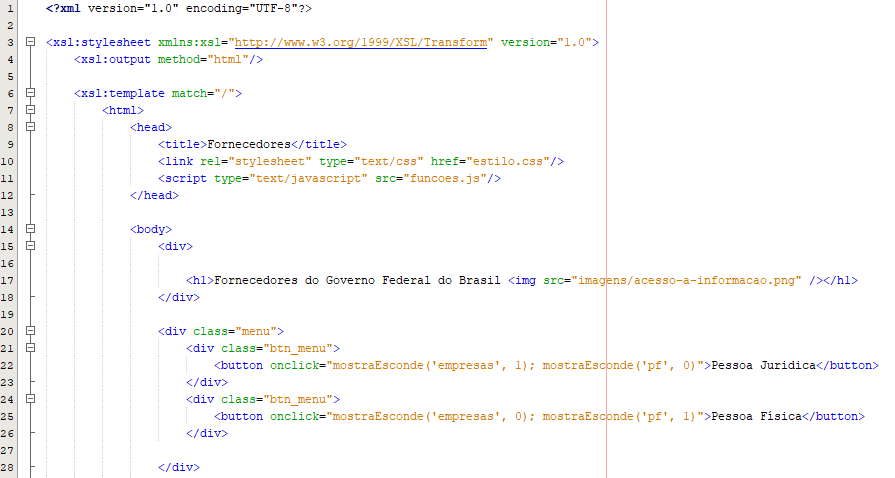 1 <?xml version="1.0" encoding="UTF-8"?>
2
3 <xsl:stylesheet xmlns:xsl="http://www.w3.org/1999/XSL/Transform" version="1.0">
4 <xsl:output method="html"/>
5
6 <xsl:template match="/">
7 <html>
8 <head>
9 <title>Fornecedores</title>
10 <link rel="stylesheet" type="text/css" href="estilo.css"/>
11 <script type="text/javascript" src="funcoes.js"/>
12 </head>
13
14 <body>
15 <div>
16
17 <h1>Fornecedores do Governo Federal do Brasil <img src="imagens/acesso-a-informacao.png" /></h1>
18 </div>
19
20 <div class="menu">
21 <div class="btn_menu">
22 <button onclick="mostraEsconde('empresas', 1); mostraEsconde('pf', 0)">Pessoa Juridica</button>
23 </div>
24 <div class="btn_menu">
25 <button onclick="mostraEsconde('empresas', 0); mostraEsconde('pf', 1)">Pessoa Física</button>
26 </div>
27
28 </div>